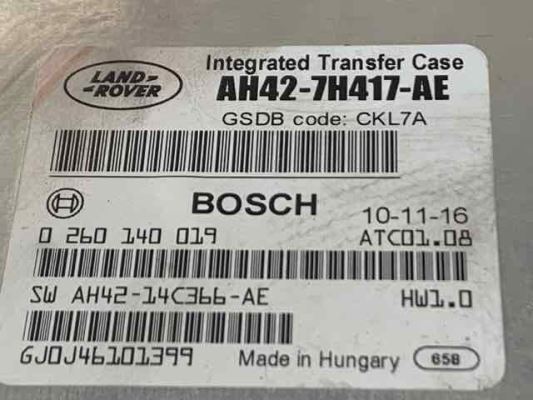 LAND-
-ROVER
Integrated Transfer Case
AH42-7H417-AE
GSDB code: CKL7A
BOSCH
10-11-16
0 260 140 019
ATC01.08
SW AH42-14C366-AE
HW1.0
GJ0J46101399
Made in Hungary
658